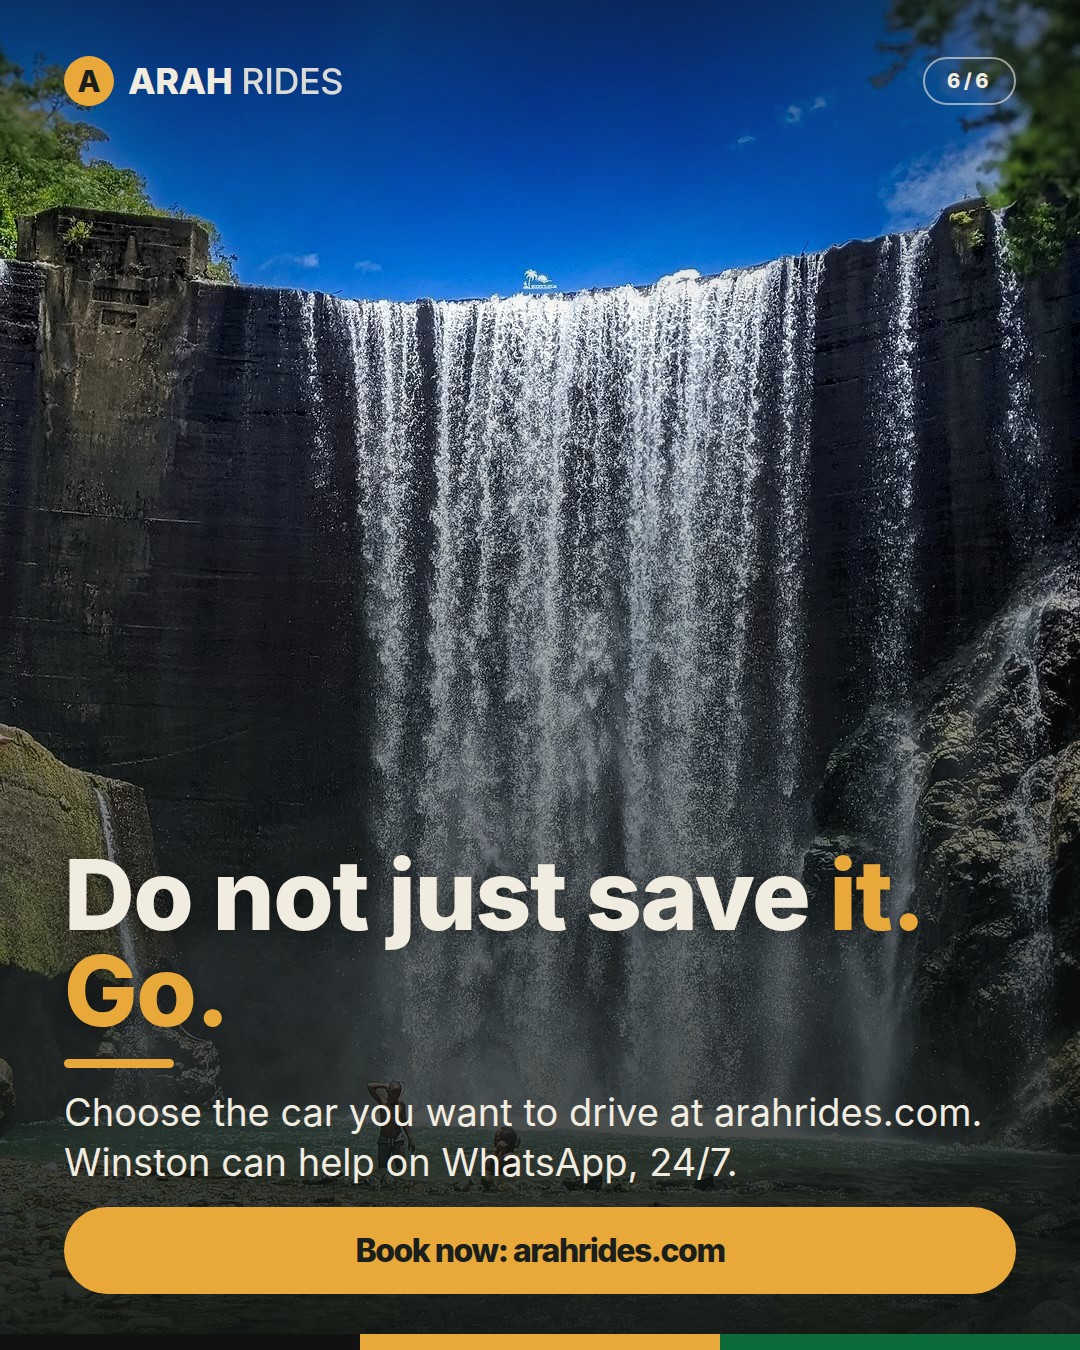 A ARAH RIDES
6/6
Do not just save it.
Go.
Choose the car you want to drive at arahrides.com.
Winston can help on WhatsApp, 24/7.
Book now: arahrides.com